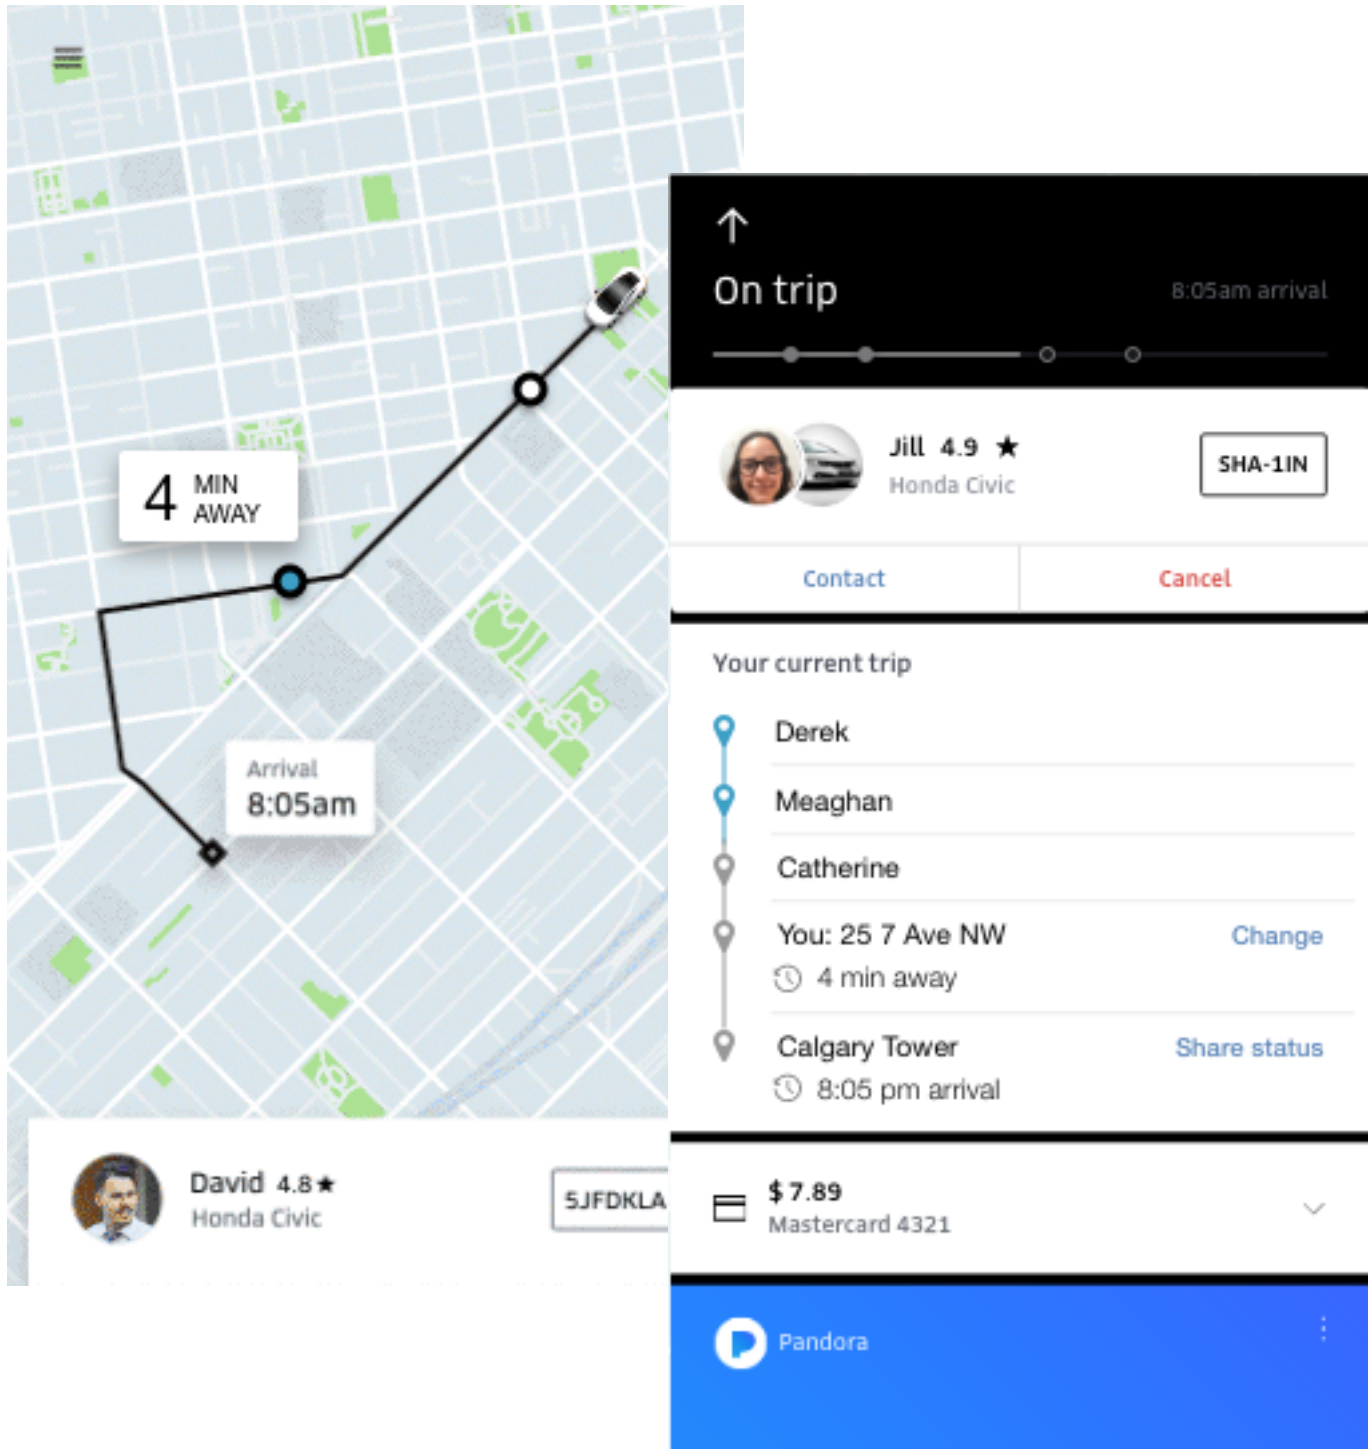 4 MIN
AWAY
Arrival
8:05am
David 4.8★
Honda Civic
5JFDKLA
On trip
8:05am arrival
Jill 4.9 ★
Honda Civic
SHA-1IN
Contact
Cancel
Your current trip
Derek
Meaghan
Catherine
You: 25 7 Ave NW
Change
4 min away
Calgary Tower
Share status
8:05 pm arrival
$ 7.89
Mastercard 4321
Pandora